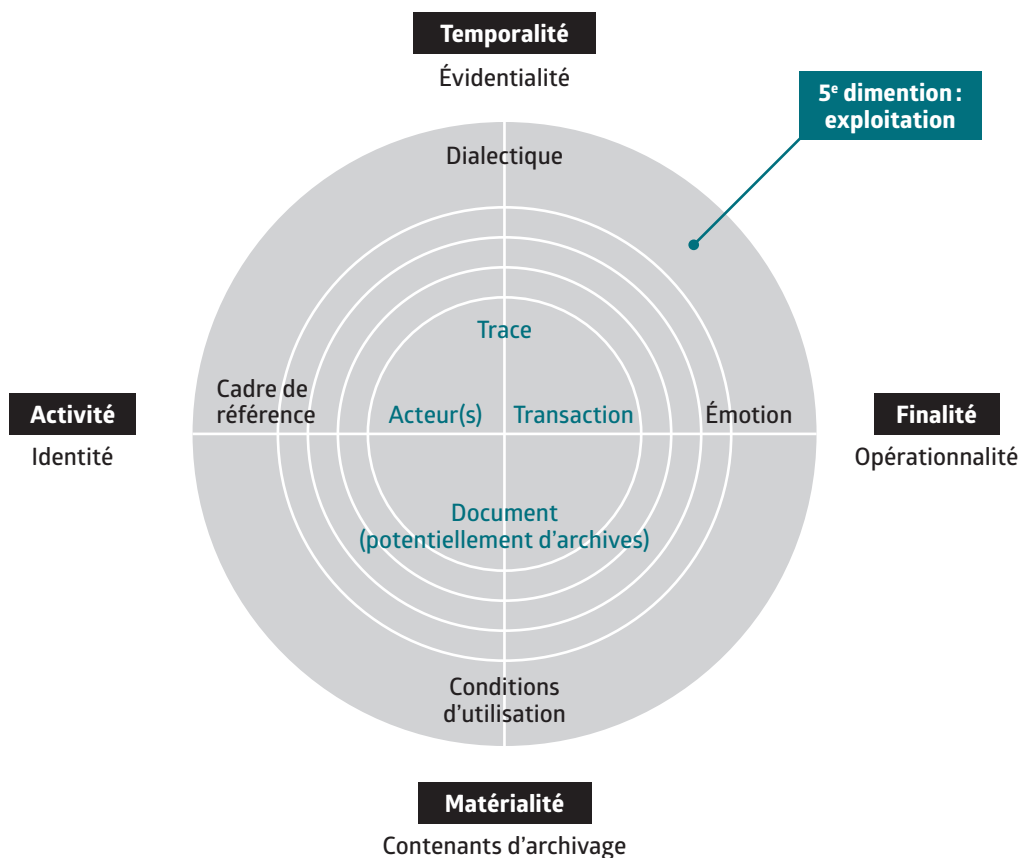 Temporalité
Évidentialité
5e dimention :
exploitation
Dialectique
Trace
Cadre de
référence
Acteur(s)
Transaction
Émotion
Activité
Identité
Finalité
Opérationnalité
Document
(potentiellement d'archives)
Conditions
d'utilisation
Matérialité
Contenants d'archivage